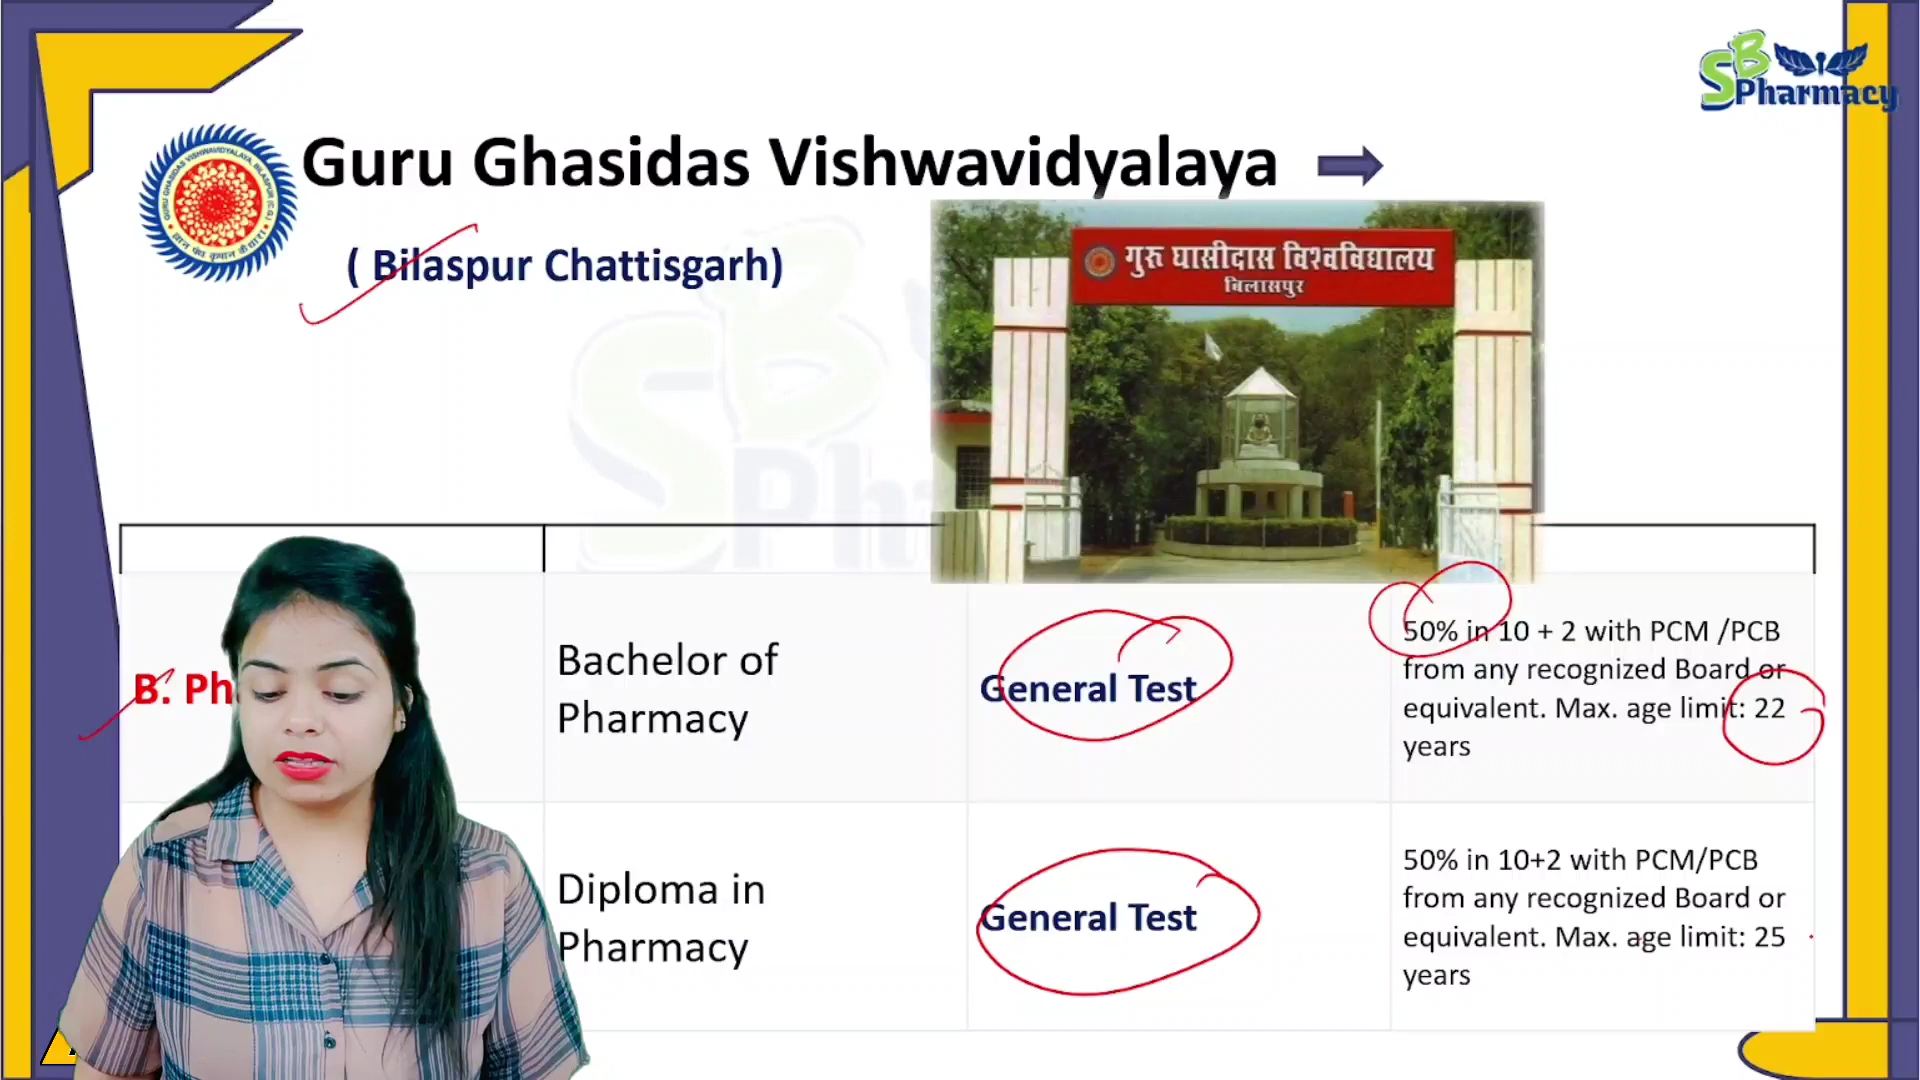 SB
Pharmacy
Guru Ghasidas Vishwavidyalaya
( Bilaspur Chattisgarh)
गुरु घासीदास विश्वविद्यालय
बिलासपुर
B. Ph
Bachelor of
Pharmacy
General Test
50% in 10 + 2 with PCM /PCB
from any recognized Board or
equivalent. Max. age limit: 22
years
Diploma in
Pharmacy
General Test
50% in 10+2 with PCM/PCB
from any recognized Board or
equivalent. Max. age limit: 25
years